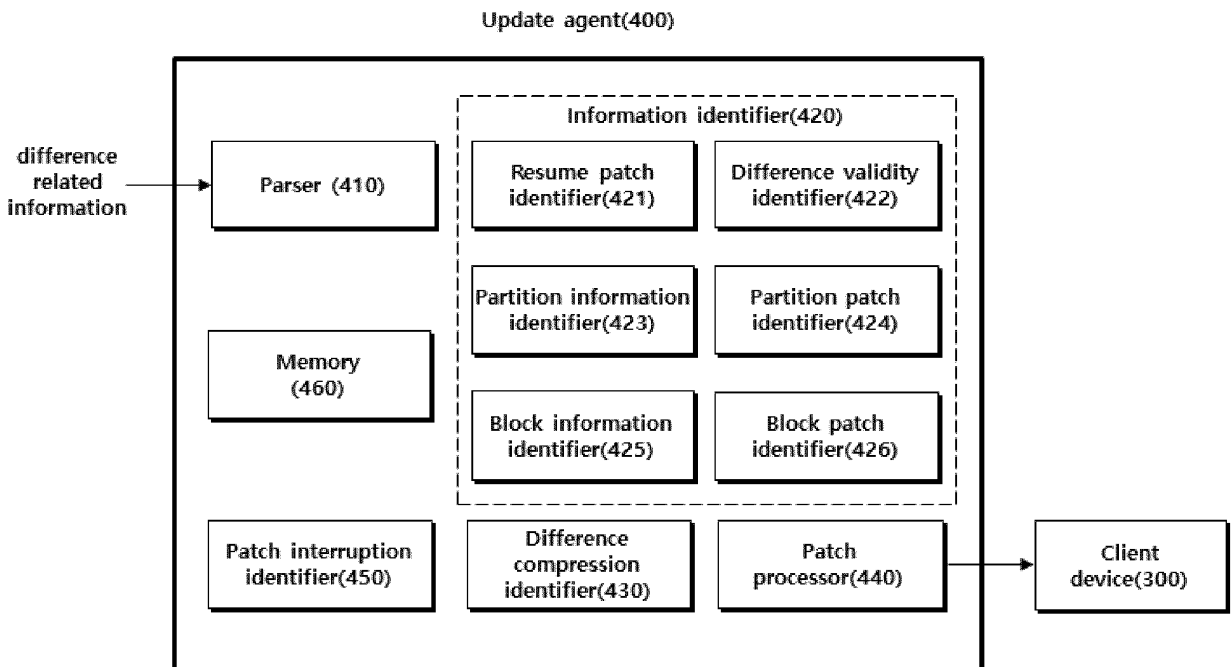 Update agent(400)
difference
related
information
Parser (410)
Information identifier(420)
Resume patch
identifier(421)
Difference validity
identifier(422)
Partition information
identifier(423)
Partition patch
identifier(424)
Memory
(460)
Block information
identifier(425)
Block patch
identifier(426)
Patch interruption
identifier(450)
Difference
compression
identifier(430)
Patch
processor(440)
Client
device(300)